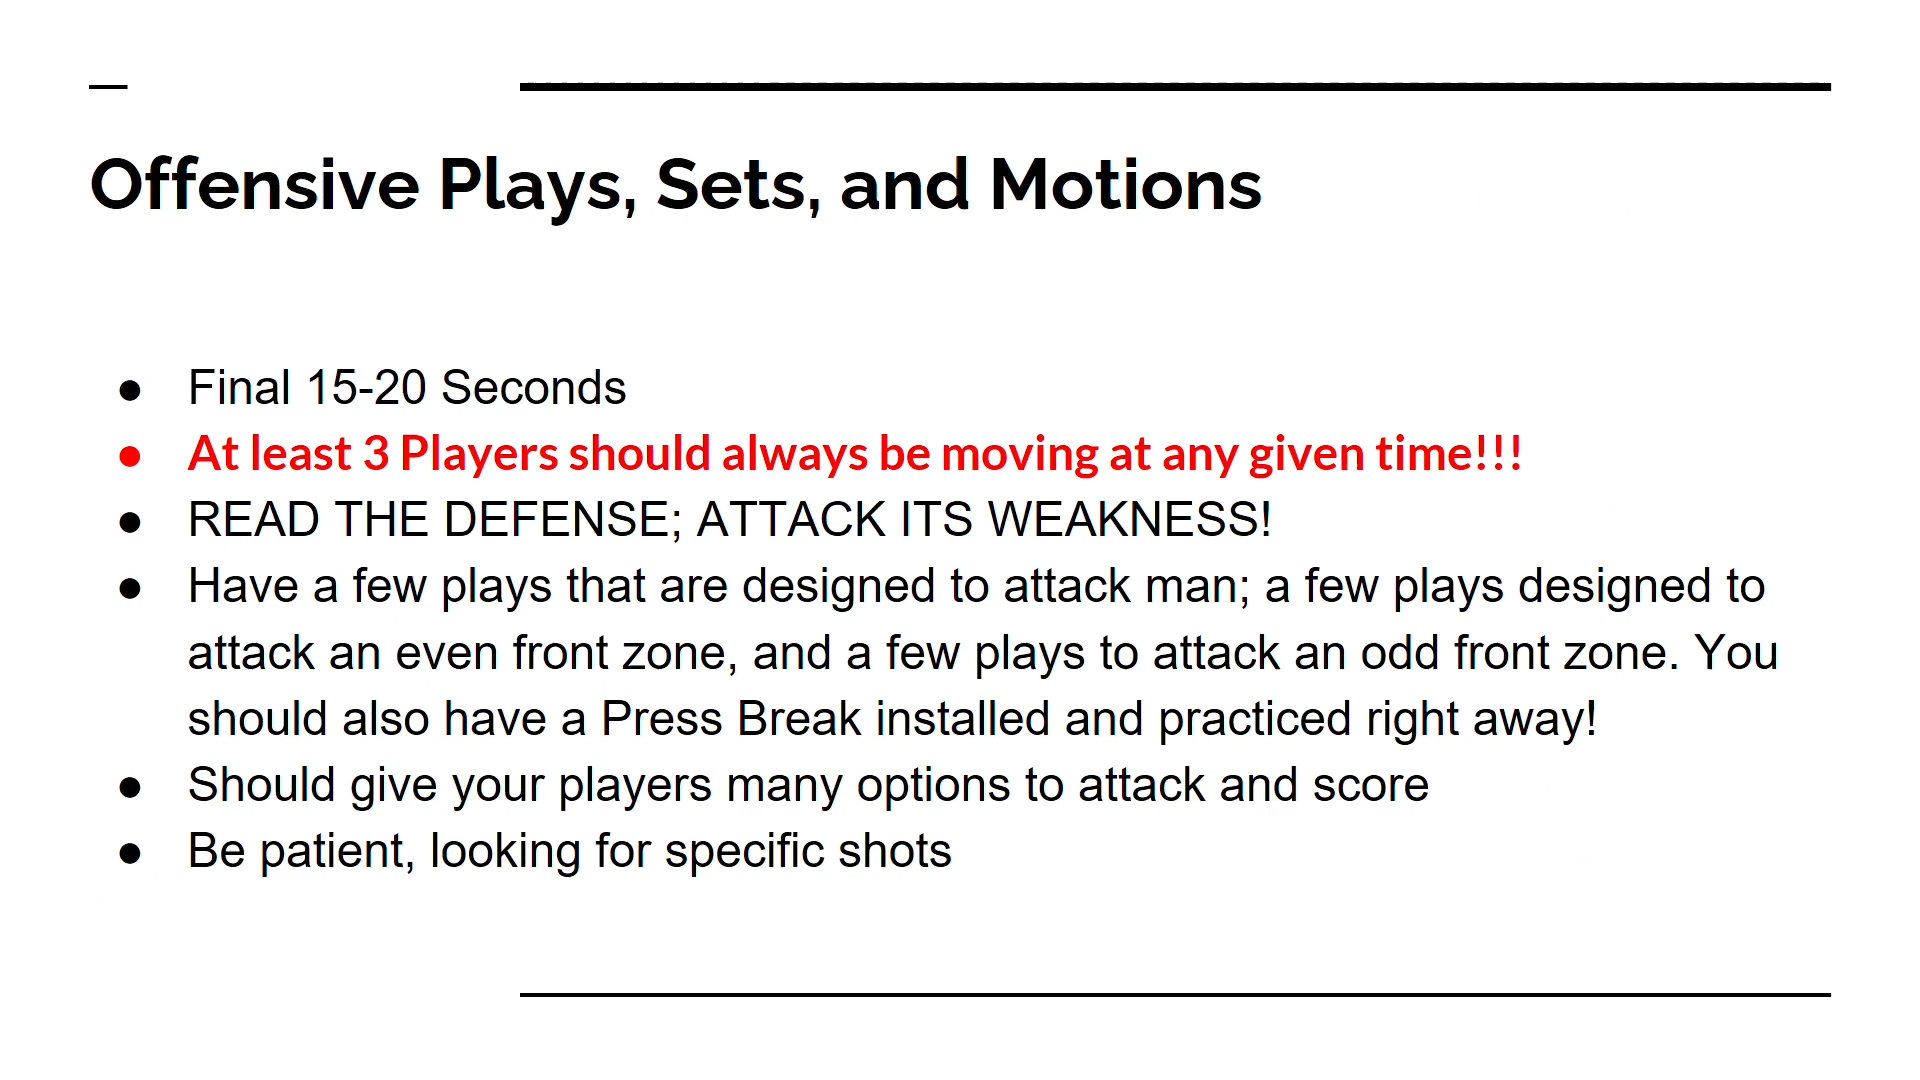 Offensive Plays, Sets, and Motions
● Final 15-20 Seconds
● At least 3 Players should always be moving at any given time!!!
● READ THE DEFENSE; ATTACK ITS WEAKNESS!
● Have a few plays that are designed to attack man; a few plays designed to
attack an even front zone, and a few plays to attack an odd front zone. You
should also have a Press Break installed and practiced right away!
● Should give your players many options to attack and score
● Be patient, looking for specific shots